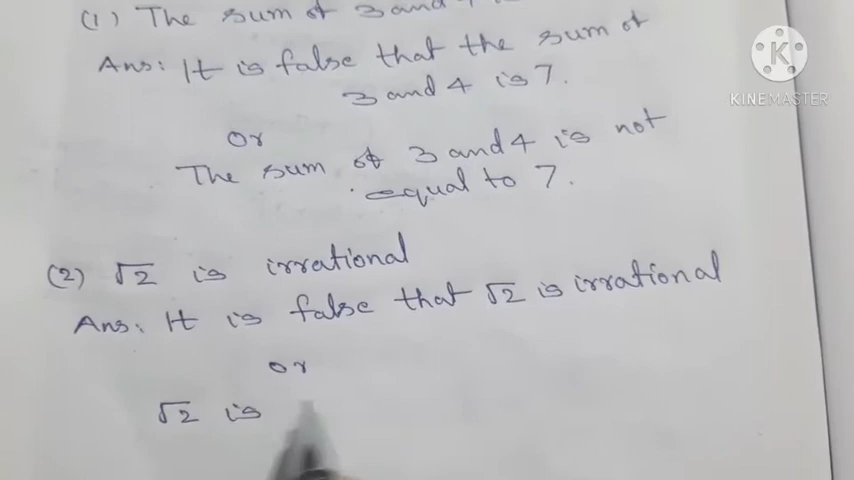 (1) The sum of 3 and 4
Ans: It is false that the sum of
3 and 4 is 7.
Or
The sum of 3 and 4 is not
equal to 7.
(2) √2 is irrational
Ans: It is false that √2 is irrational
or
√2 is
K
KINEMASTER